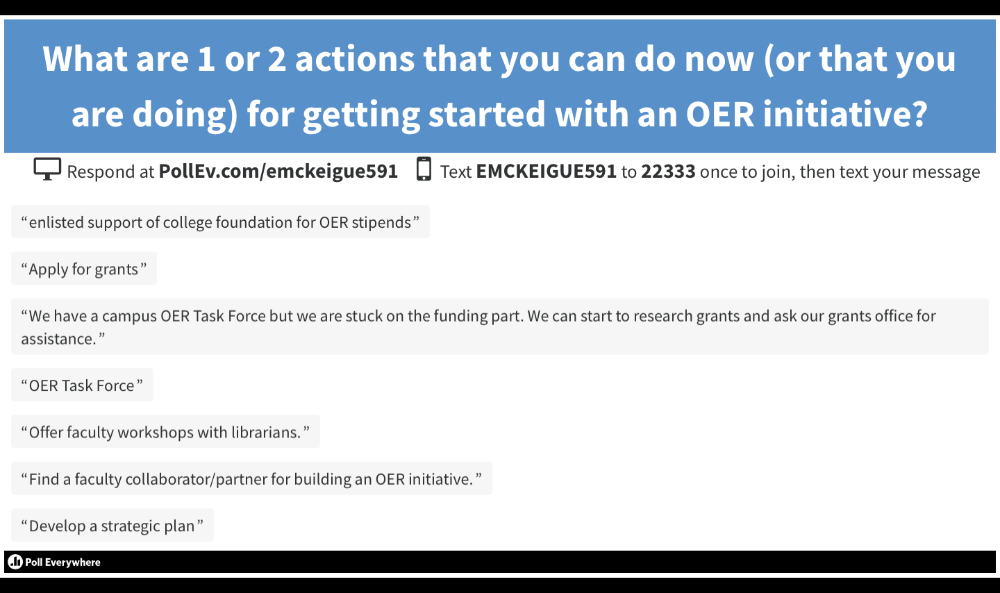 What are 1 or 2 actions that you can do now (or that you
are doing) for getting started with an OER initiative?
Respond at PollEv.com/emckeigue591 Text EMCKEIGUE591 to 22333 once to join, then text your message
“enlisted support of college foundation for OER stipends”
“Apply for grants”
“We have a campus OER Task Force but we are stuck on the funding part. We can start to research grants and ask our grants office for
assistance.”
“OER Task Force”
“Offer faculty workshops with librarians.”
“Find a faculty collaborator/partner for building an OER initiative.”
“Develop a strategic plan”
Poll Everywhere